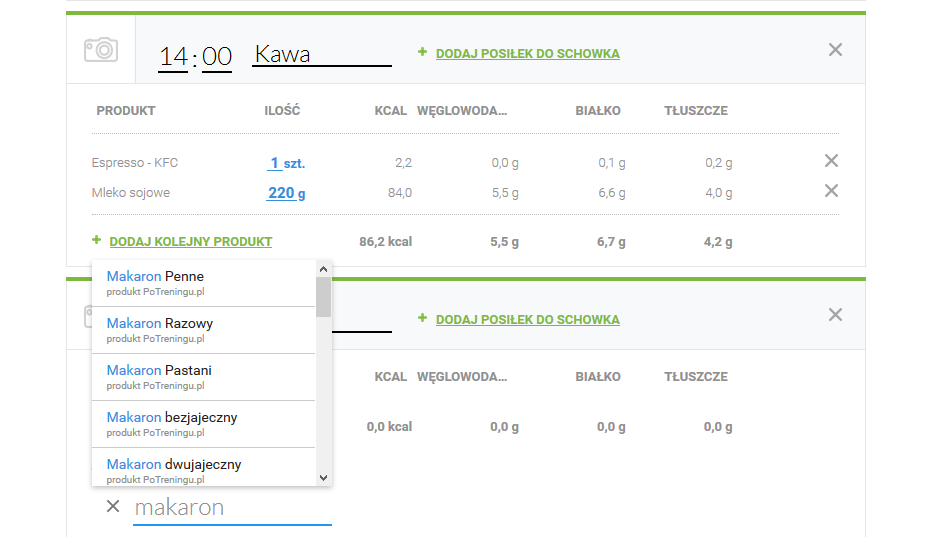 14:00 Kawa + DODAJ POSIŁEK DO SCHOWKA
PRODUKT ILOŚĆ KCAL WĘGLOWODA... BIAŁKO TŁUSZCZE
Espresso - KFC 1 szt. 2,2 0,0 g 0,1 g 0,2 g
Mleko sojowe 220 g 84,0 5,5 g 6,6 g 4,0 g
+ DODAJ KOLEJNY PRODUKT 86,2 kcal 5,5 g 6,7 g 4,2 g
Makaron Penne
produkt PoTreningu.pl
Makaron Razowy
produkt PoTreningu.pl
Makaron Pastani
produkt PoTreningu.pl
Makaron bezjajeczny
produkt PoTreningu.pl
Makaron dwujajeczny
produkt PoTreningu.pl
+ DODAJ POSIŁEK DO SCHOWKA
KCAL WĘGLOWODA... BIAŁKO TŁUSZCZE
0,0 kcal 0,0 g 0,0 g 0,0 g
makaron